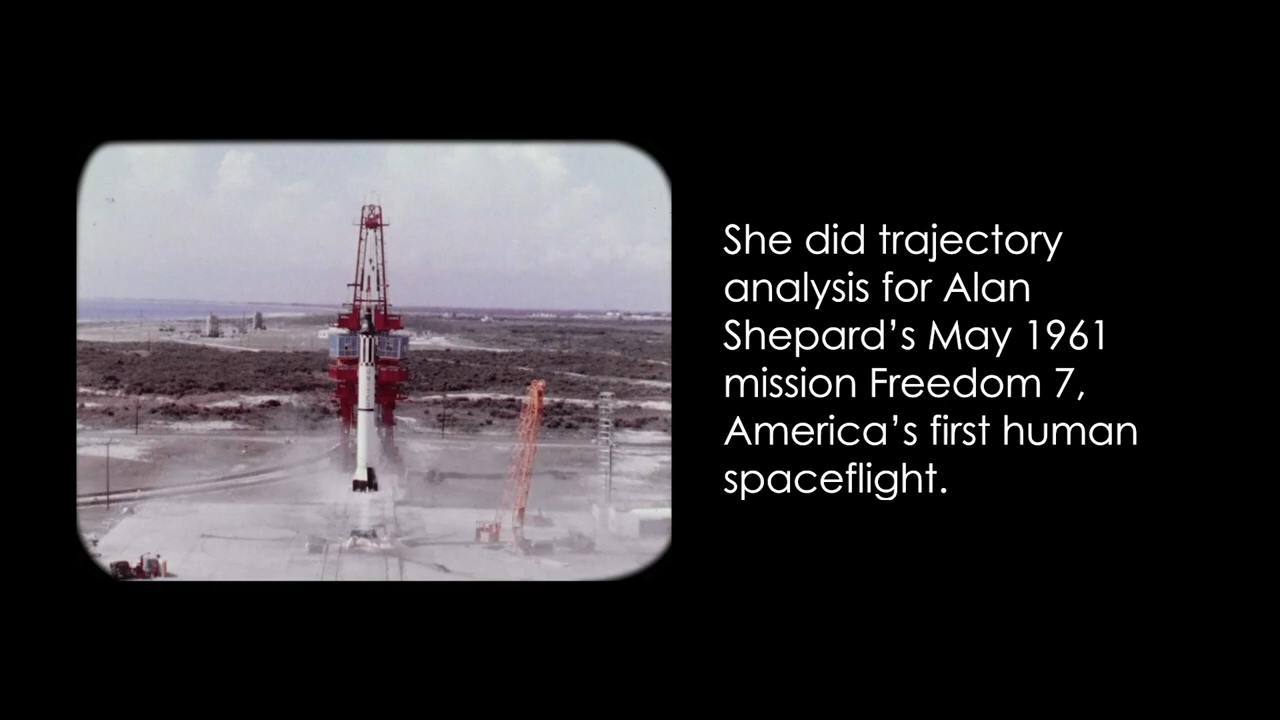 She did trajectory
analysis for Alan
Shepard’s May 1961
mission Freedom 7,
America’s first human
spaceflight.